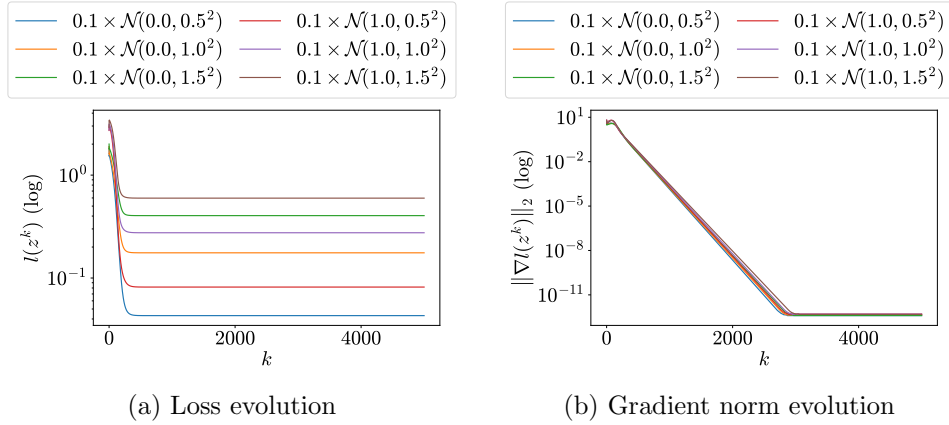 0.1 × 𝒩(0.0, 0.5²) 0.1 × 𝒩(1.0, 0.5²)
0.1 × 𝒩(0.0, 1.0²) 0.1 × 𝒩(1.0, 1.0²)
0.1 × 𝒩(0.0, 1.5²) 0.1 × 𝒩(1.0, 1.5²)
l(zᵏ) (log)
10⁰
10⁻¹
0 2000 4000
k
(a) Loss evolution
0.1 × 𝒩(0.0, 0.5²) 0.1 × 𝒩(1.0, 0.5²)
0.1 × 𝒩(0.0, 1.0²) 0.1 × 𝒩(1.0, 1.0²)
0.1 × 𝒩(0.0, 1.5²) 0.1 × 𝒩(1.0, 1.5²)
||∇l(zᵏ)||₂ (log)
10¹
10⁻²
10⁻⁵
10⁻⁸
10⁻¹¹
0 2000 4000
k
(b) Gradient norm evolution